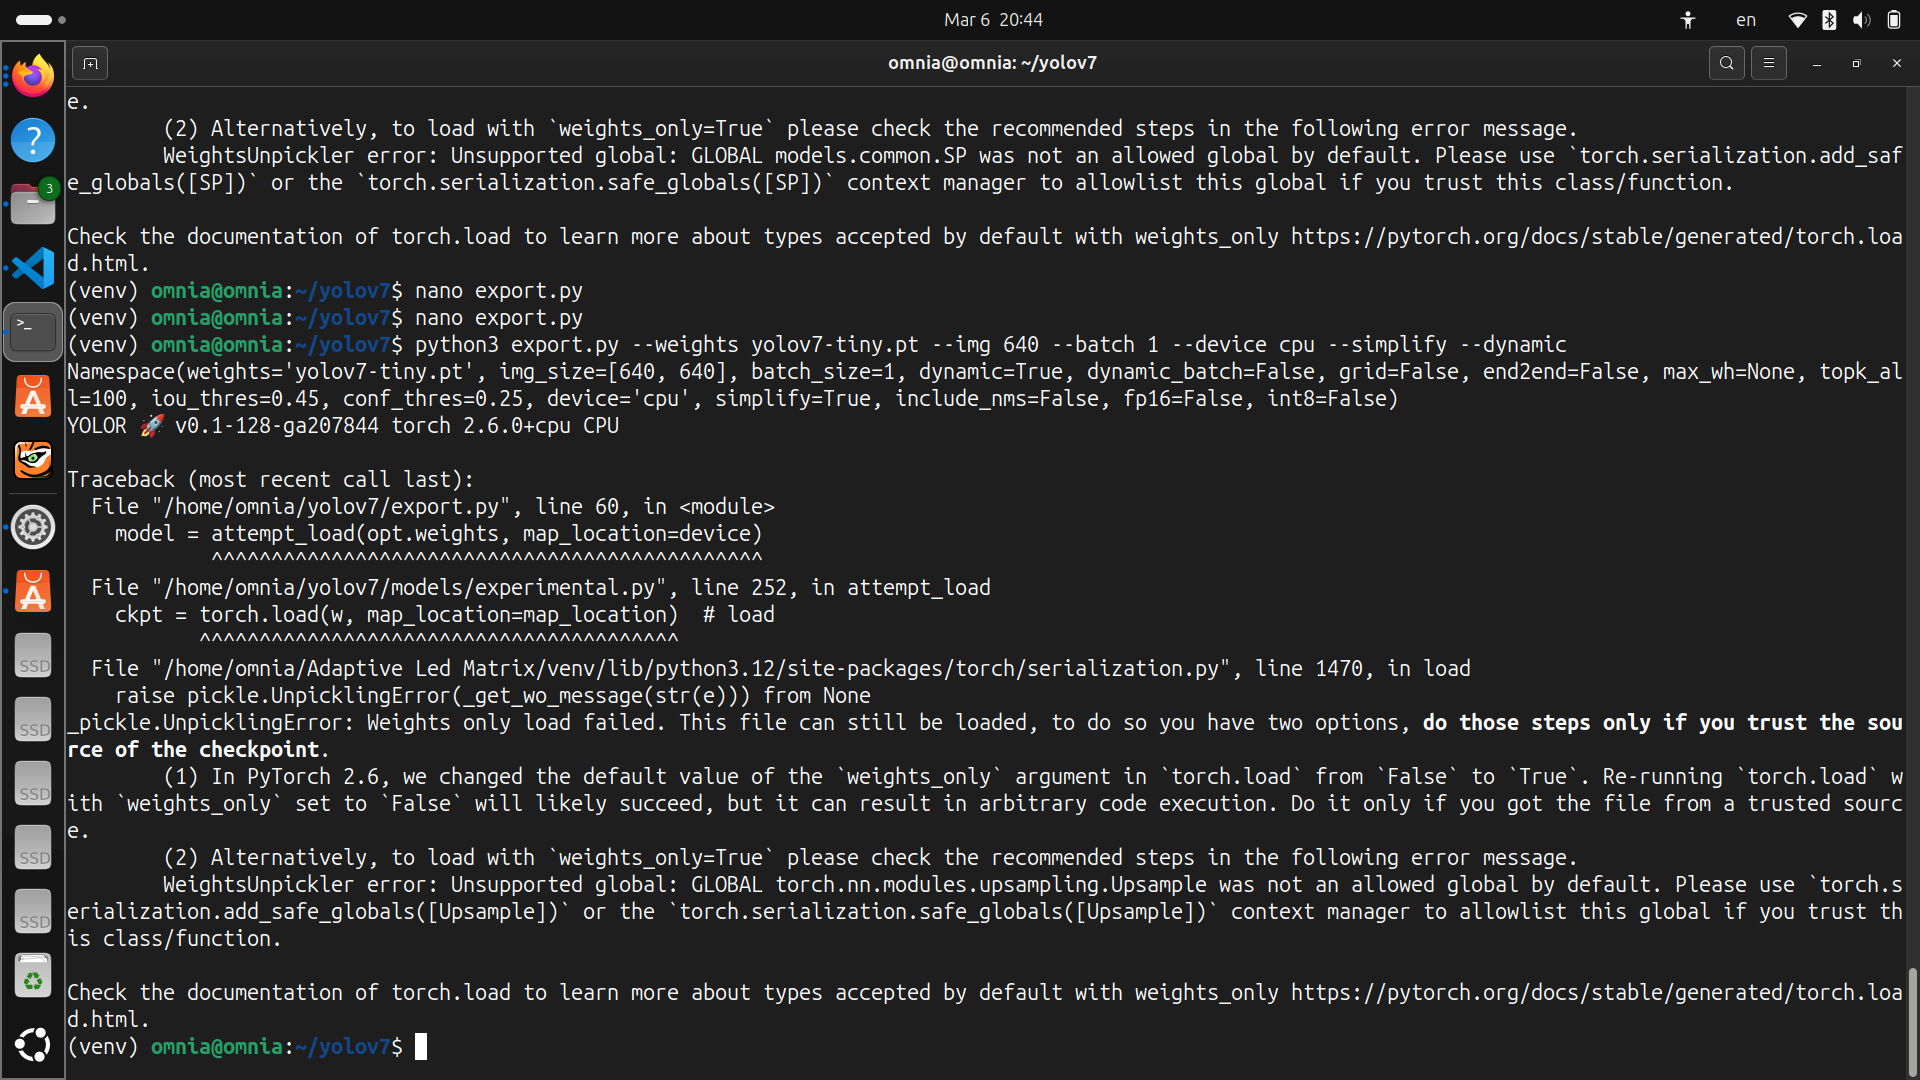 Mar 6 20:44
en
omnia@omnia: ~/yolov7
3
e.
(2) Alternatively, to load with `weights_only=True` please check the recommended steps in the following error message.
WeightsUnpickler error: Unsupported global: GLOBAL models.common.SP was not an allowed global by default. Please use `torch.serialization.add_saf
e_globals([SP])` or the `torch.serialization.safe_globals([SP])` context manager to allowlist this global if you trust this class/function.
Check the documentation of torch.load to learn more about types accepted by default with weights_only https://pytorch.org/docs/stable/generated/torch.loa
d.html.
(venv) omnia@omnia:~/yolov7$ nano export.py
(venv) omnia@omnia:~/yolov7$ nano export.py
(venv) omnia@omnia:~/yolov7$ python3 export.py --weights yolov7-tiny.pt --img 640 --batch 1 --device cpu --simplify --dynamic
Namespace(weights='yolov7-tiny.pt', img_size=[640, 640], batch_size=1, dynamic=True, dynamic_batch=False, grid=False, end2end=False, max_wh=None, topk_al
l=100, iou_thres=0.45, conf_thres=0.25, device='cpu', simplify=True, include_nms=False, fp16=False, int8=False)
YOLOR 🚀 v0.1-128-ga207844 torch 2.6.0+cpu CPU
Traceback (most recent call last):
File "/home/omnia/yolov7/export.py", line 60, in <module>
model = attempt_load(opt.weights, map_location=device)
^^^^^^^^^^^^^^^^^^^^^^^^^^^^^^^^^^^^^^^^^^^^^^
File "/home/omnia/yolov7/models/experimental.py", line 252, in attempt_load
ckpt = torch.load(w, map_location=map_location)  # load
^^^^^^^^^^^^^^^^^^^^^^^^^^^^^^^^^^^^^^^^
File "/home/omnia/Adaptive Led Matrix/venv/lib/python3.12/site-packages/torch/serialization.py", line 1470, in load
raise pickle.UnpicklingError(_get_wo_message(str(e))) from None
_pickle.UnpicklingError: Weights only load failed. This file can still be loaded, to do so you have two options, do those steps only if you trust the sou
rce of the checkpoint.
(1) In PyTorch 2.6, we changed the default value of the `weights_only` argument in `torch.load` from `False` to `True`. Re-running `torch.load` w
ith `weights_only` set to `False` will likely succeed, but it can result in arbitrary code execution. Do it only if you got the file from a trusted sourc
e.
(2) Alternatively, to load with `weights_only=True` please check the recommended steps in the following error message.
WeightsUnpickler error: Unsupported global: GLOBAL torch.nn.modules.upsampling.Upsample was not an allowed global by default. Please use `torch.s
erialization.add_safe_globals([Upsample])` or the `torch.serialization.safe_globals([Upsample])` context manager to allowlist this global if you trust th
is class/function.
Check the documentation of torch.load to learn more about types accepted by default with weights_only https://pytorch.org/docs/stable/generated/torch.loa
d.html.
(venv) omnia@omnia:~/yolov7$
SSD
SSD
SSD
SSD
SSD